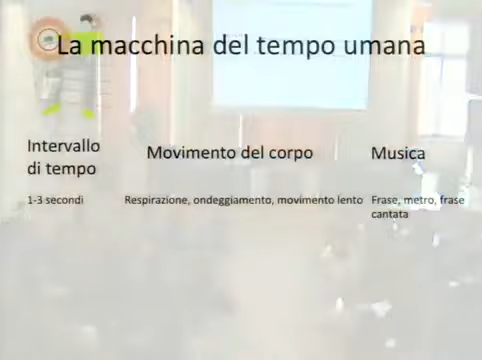 La macchina del tempo umana
Intervallo
di tempo
Movimento del corpo
Musica
1-3 secondi
Respirazione, ondeggiamento, movimento lento
Frase, metro, frase
cantata